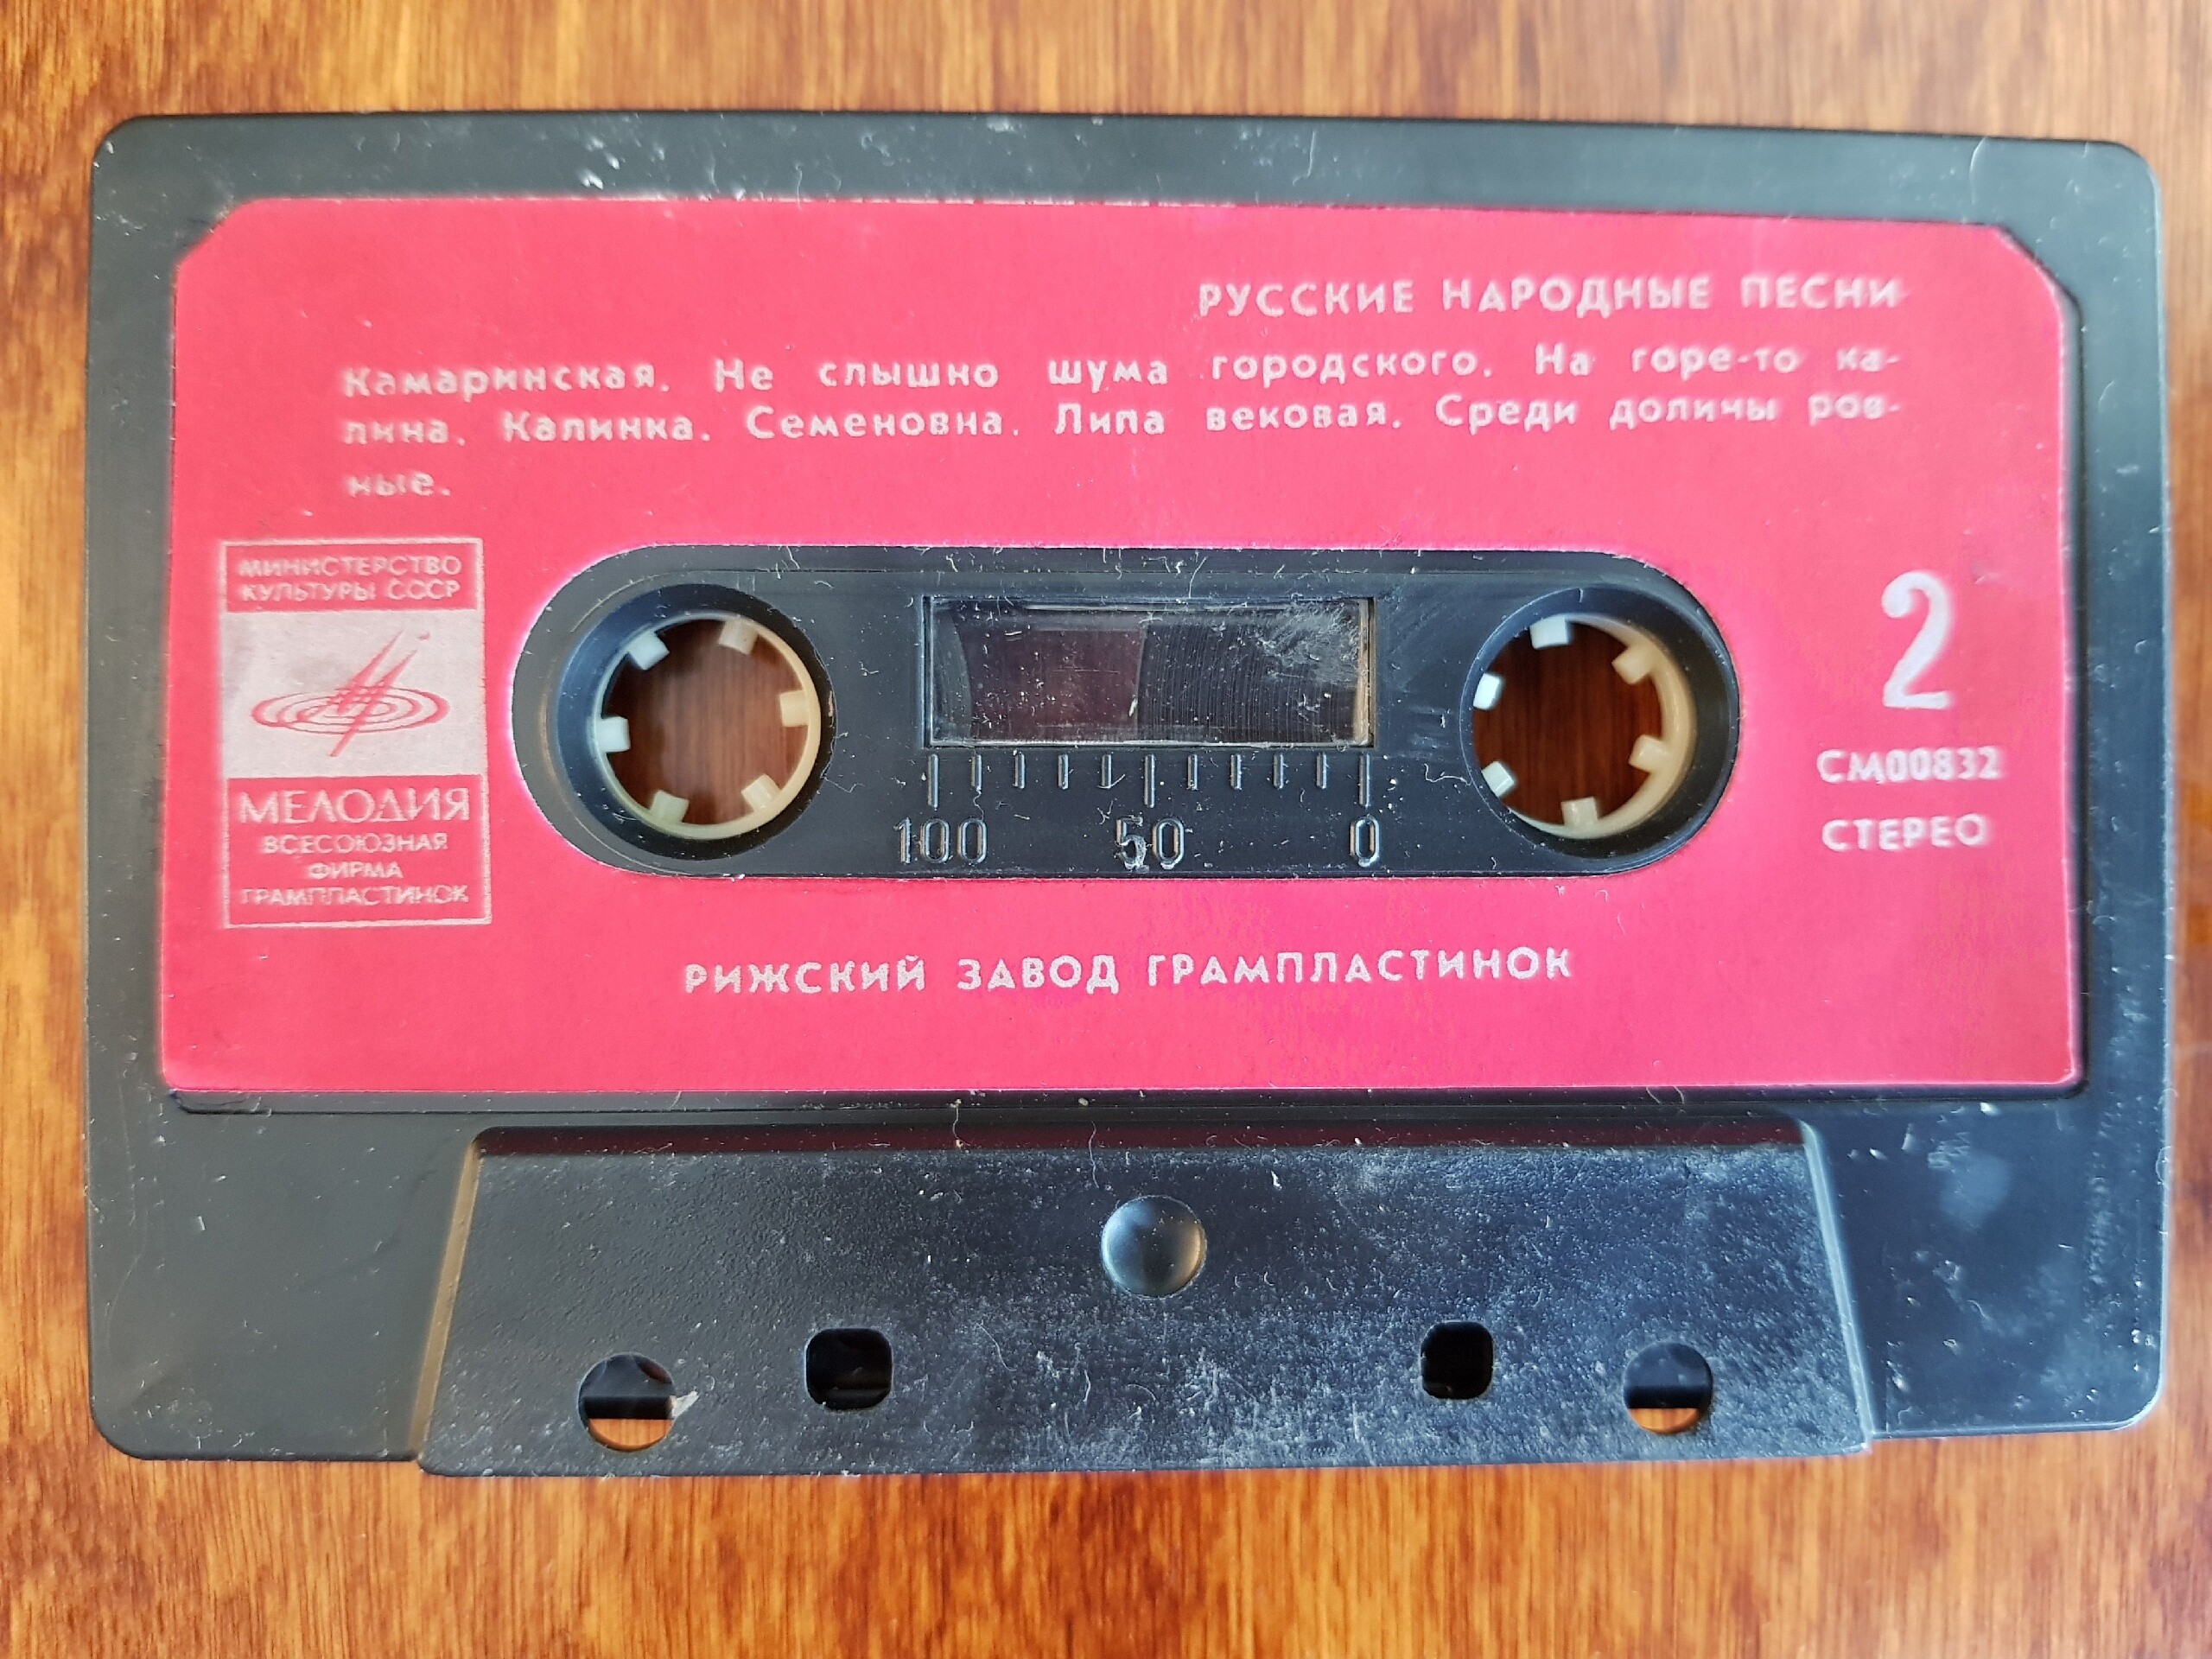 РУССКИЕ НАРОДНЫЕ ПЕСНИ
Камаринская. Не слышно шума городского. На горе-то ка-
лина. Калинка. Семеновна. Липа вековая. Среди долины ров-
ные.
МИНИСТЕРСТВО
КУЛЬТУРЫ СССР
МЕЛОДИЯ
ВСЕСОЮЗНАЯ
ФИРМА
ГРАМПЛАСТИНОК
100 50 0
2
СМ00832
СТЕРЕО
РИЖСКИЙ ЗАВОД ГРАМПЛАСТИНОК